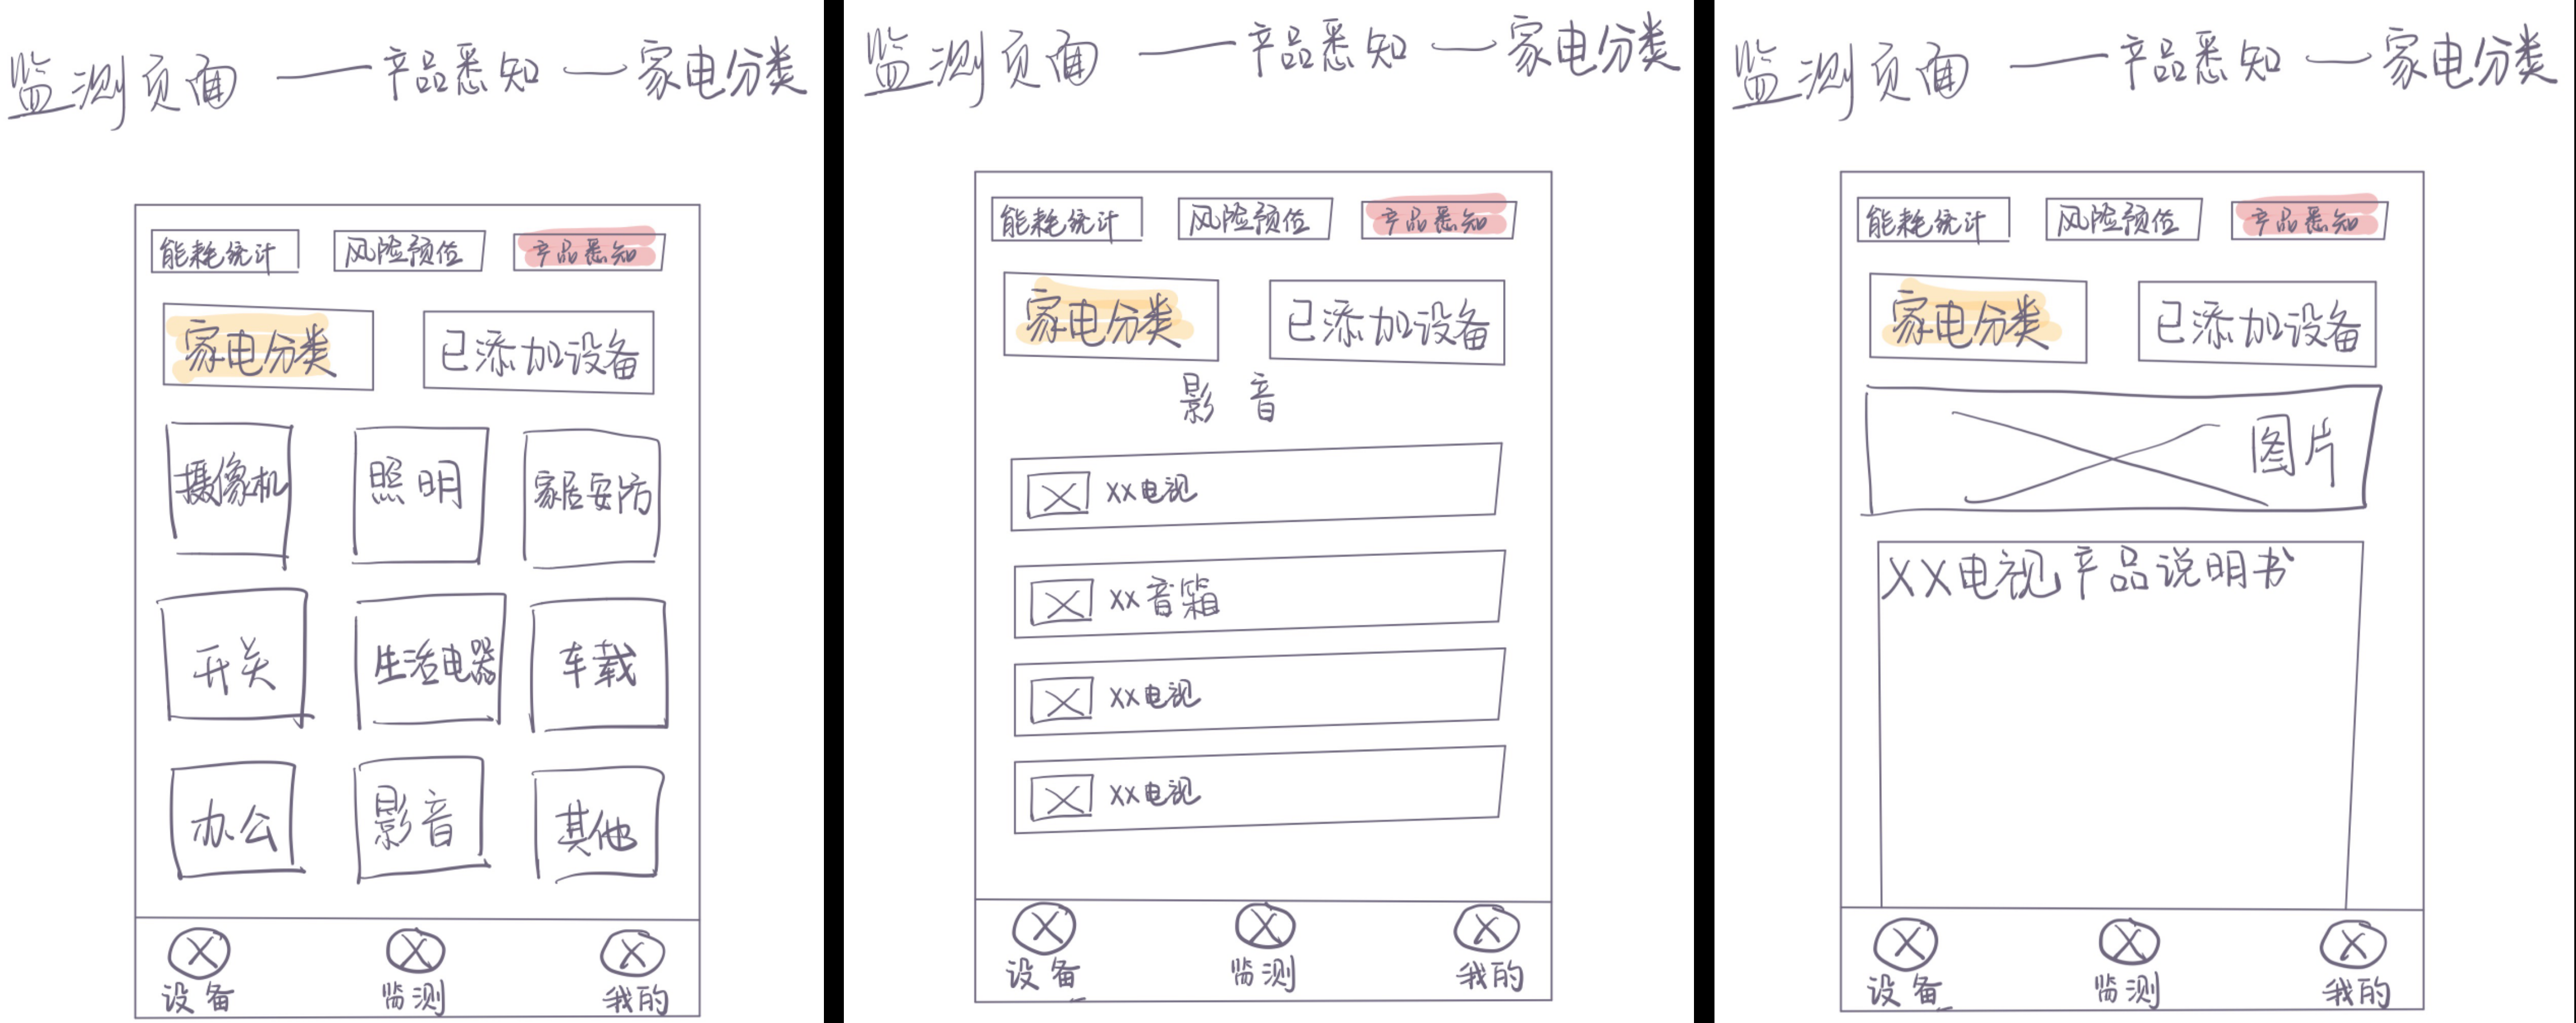 监测页面 —— 产品悉知 — 家电分类
能耗统计 风险预位 产品悉知
家电分类 已添加设备
摄像机 照明 家居安防
开关 生活电器 车载
办公 影音 其他
设备 监测 我的
监测页面 —— 产品悉知 — 家电分类
能耗统计 风险预位 产品悉知
家电分类 已添加设备
影音
xx电视
xx音箱
xx电视
xx电视
设备 监测 我的
监测页面 —— 产品悉知 — 家电分类
能耗统计 风险预位 产品悉知
家电分类 已添加设备
图片
XX电视产品说明书
设备 监测 我的